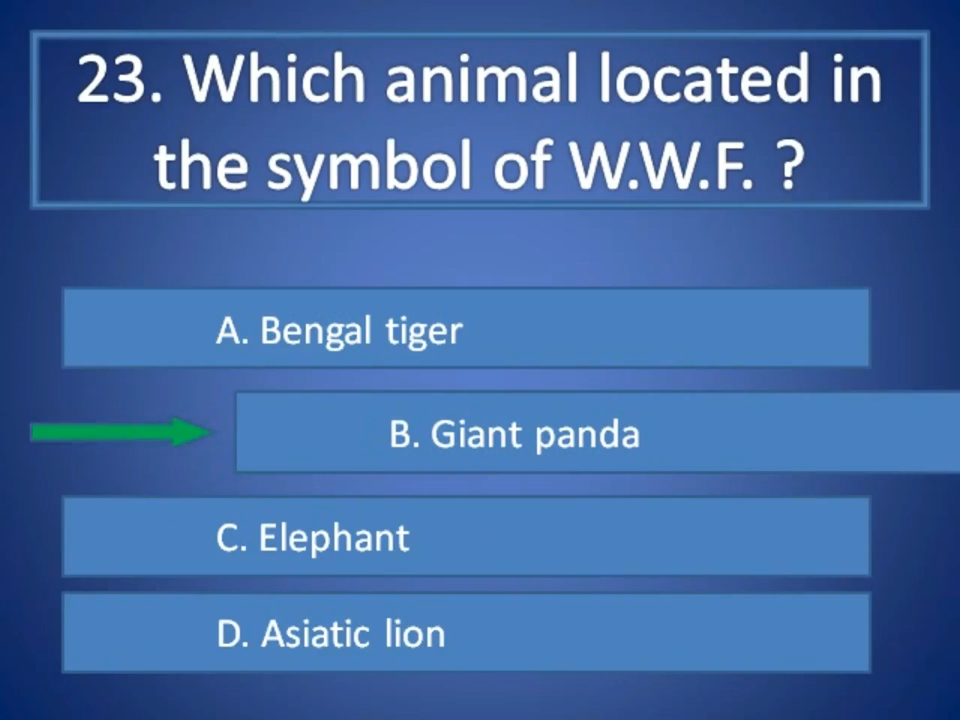 23. Which animal located in
the symbol of W.W.F. ?
A. Bengal tiger
B. Giant panda
C. Elephant
D. Asiatic lion